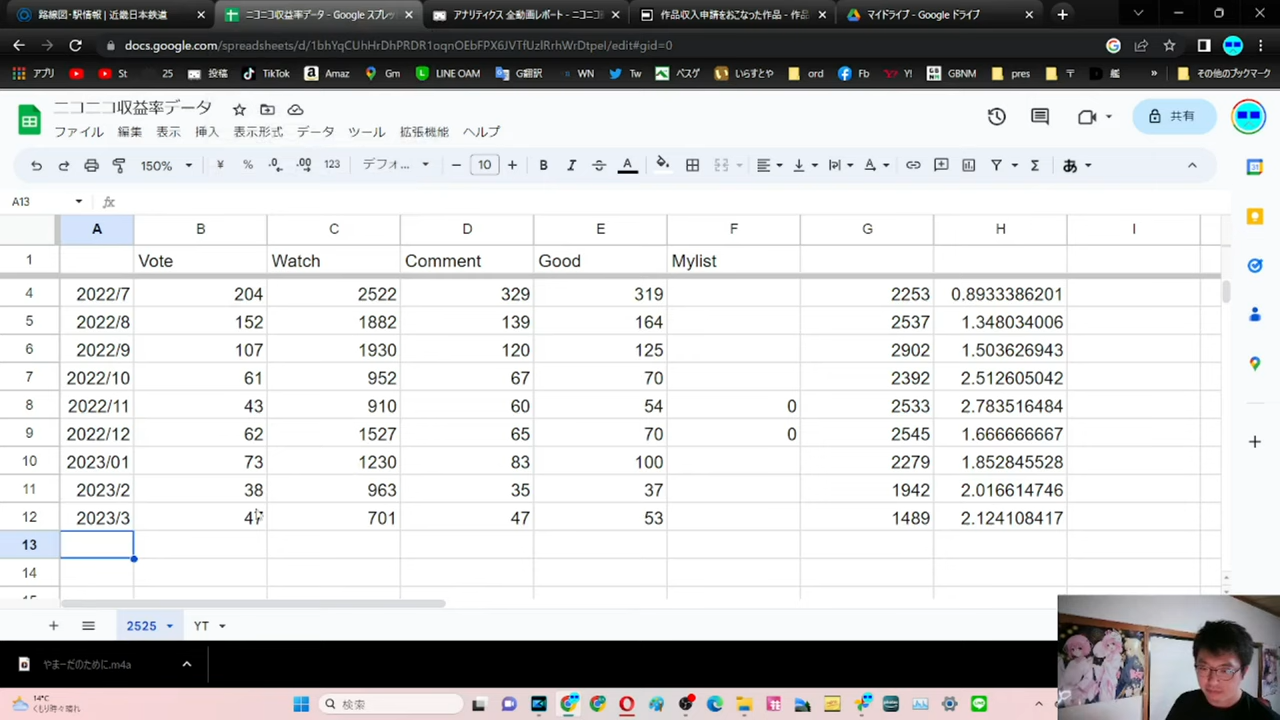 路線図・駅情報 | 近畿日本鉄道 ニコニコ収益率データ - Google スプレッ アナリティクス 全動画レポート - ニコニコ 作品収入申請をおこなった作品 - 作品 マイドライブ - Google ドライブ
docs.google.com/spreadsheets/d/
アプリ St 25 投稿 TikTok Amaz Gm LINE OAM G翻訳 WN Tw ベスゲ いらすとや ord Fb Y! GBNM pres 〒 艦 » その他のブックマーク
ニコニコ収益率データ
ファイル 編集 表示 挿入 表示形式 データ ツール 拡張機能 ヘルプ
共有
150% ¥ % .0 .00 123 デフォ... 10 B I A あ
A13
A B C D E F G H I
1 Vote Watch Comment Good Mylist
4 2022/7 204 2522 329 319 2253 0.8933386201
5 2022/8 152 1882 139 164 2537 1.348034006
6 2022/9 107 1930 120 125 2902 1.503626943
7 2022/10 61 952 67 70 2392 2.512605042
8 2022/11 43 910 60 54 0 2533 2.783516484
9 2022/12 62 1527 65 70 0 2545 1.666666667
10 2023/01 73 1230 83 100 2279 1.852845528
11 2023/2 38 963 35 37 1942 2.016614746
12 2023/3 47 701 47 53 1489 2.124108417
13
14
15
2525 YT
やまーだのために.m4a
14°C
くもり時々晴れ
検索